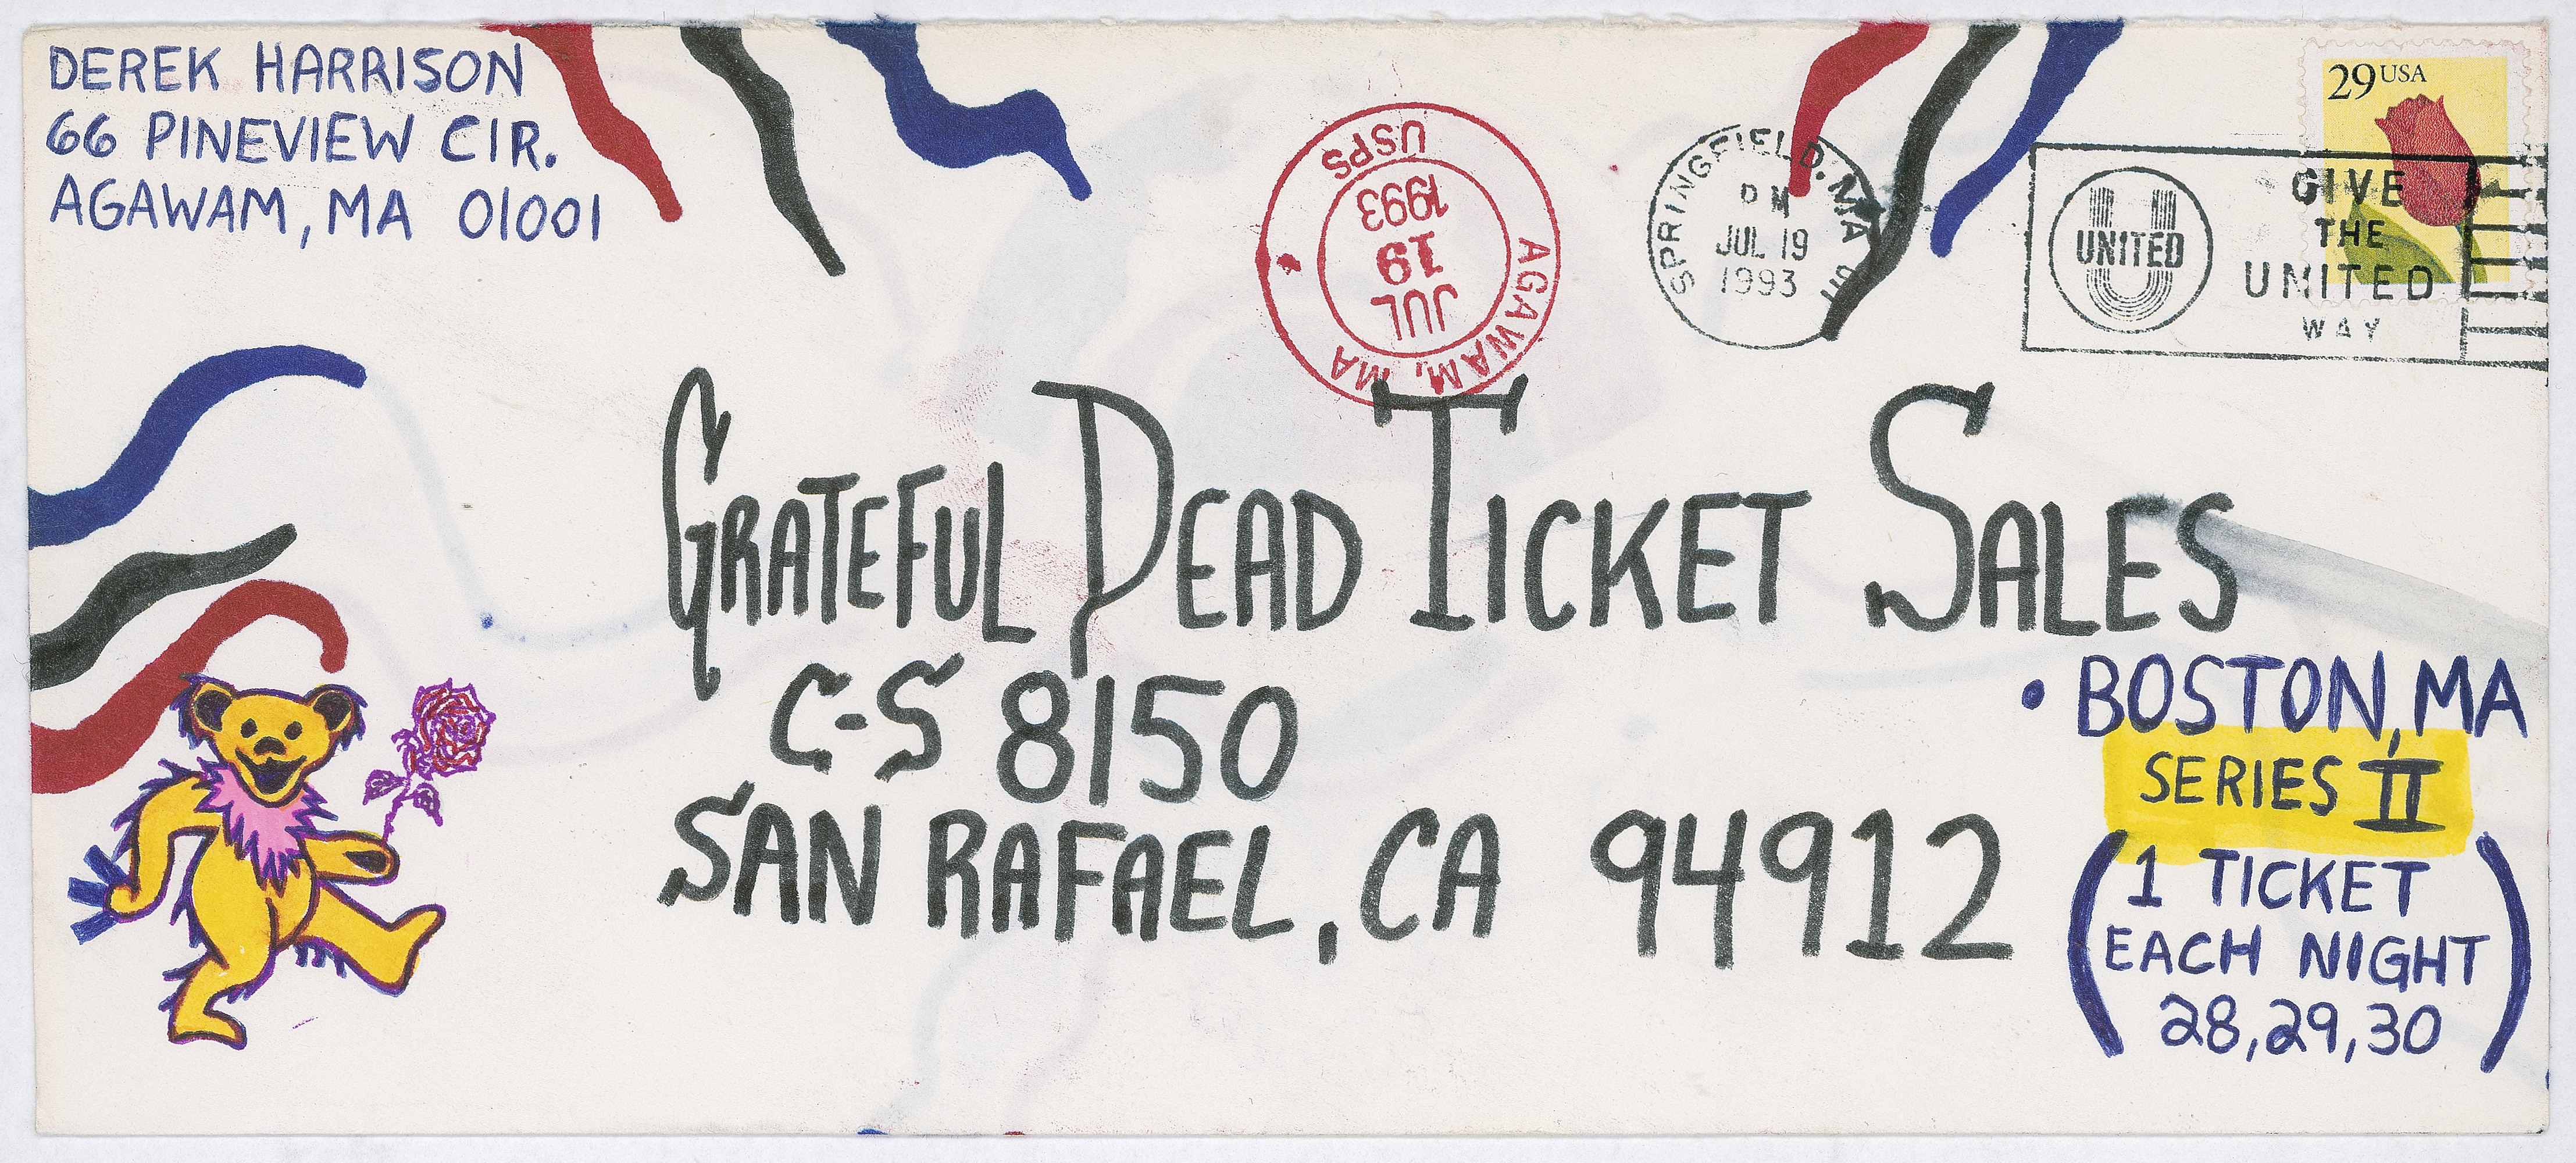 DEREK HARRISON
66 PINEVIEW CIR.
AGAWAM, MA 01001
AGAWAM, MA
JUL
19
1993
USPS
SPRINGFIELD, MA
PM
JUL 19
1993
UNITED
GIVE
THE
UNITED
WAY
29 USA
GRATEFUL DEAD TICKET SALES
C-S 8150
SAN RAFAEL, CA 94912
• BOSTON, MA
SERIES II
(1 TICKET
EACH NIGHT
28, 29, 30)